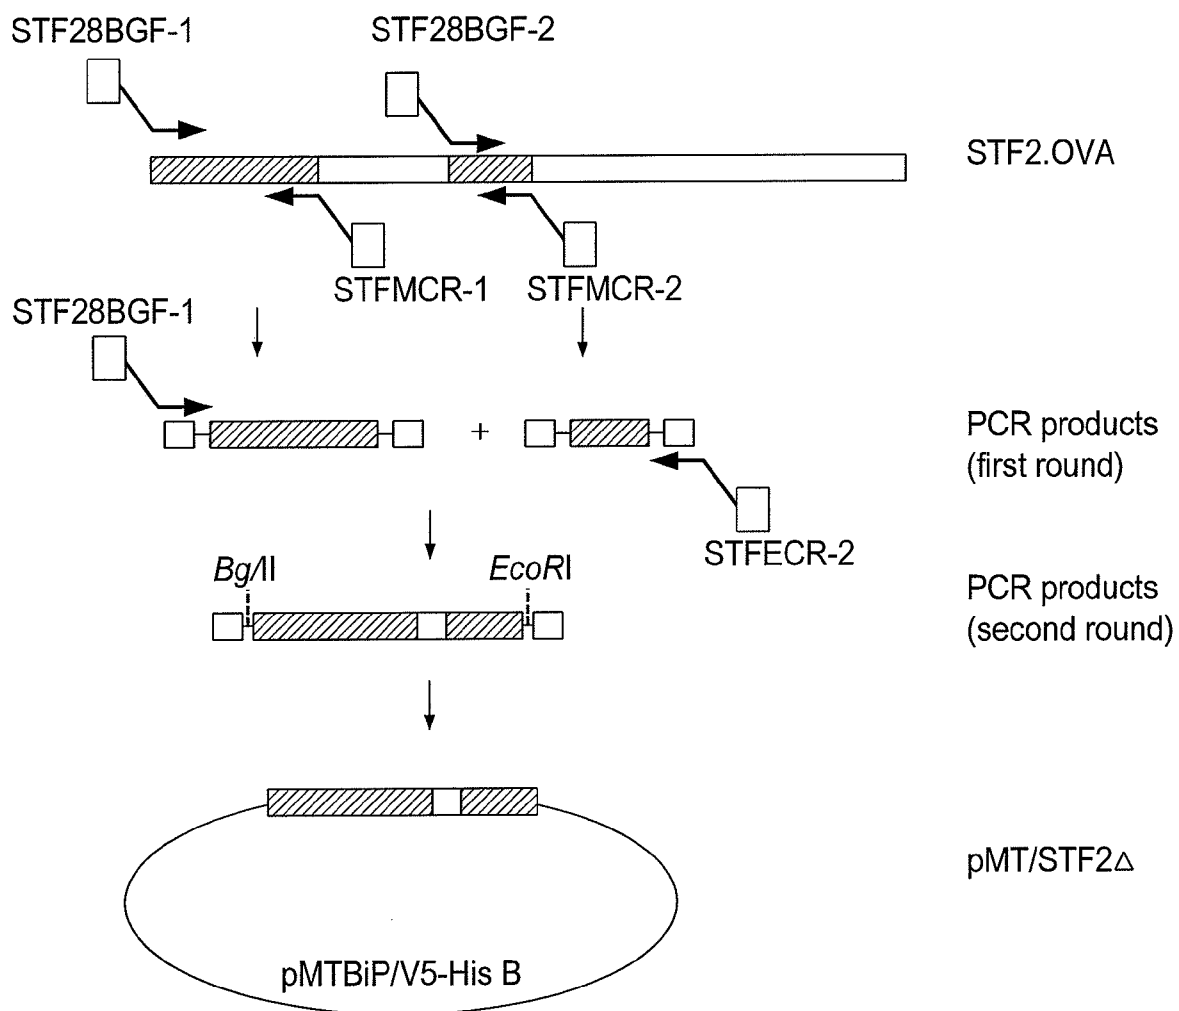 STF28BGF-1
STF28BGF-2
STF2.OVA
STFMCR-1
STFMCR-2
STF28BGF-1
+
PCR products
(first round)
STFECR-2
BglII
EcoRI
PCR products
(second round)
pMT/STF2△
pMTBiP/V5-His B